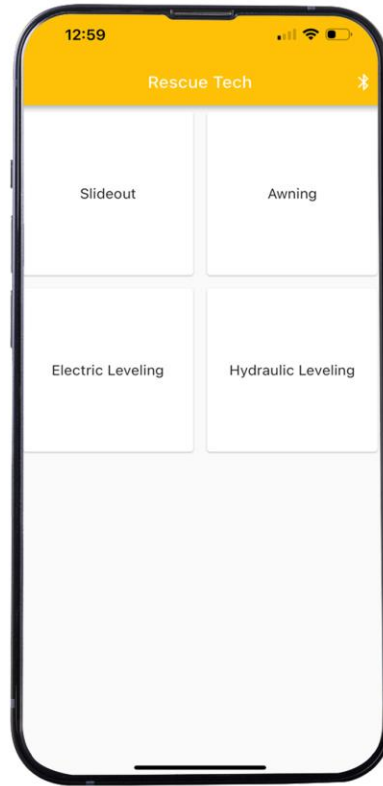 12:59
Rescue Tech
Slideout
Awning
Electric Leveling
Hydraulic Leveling